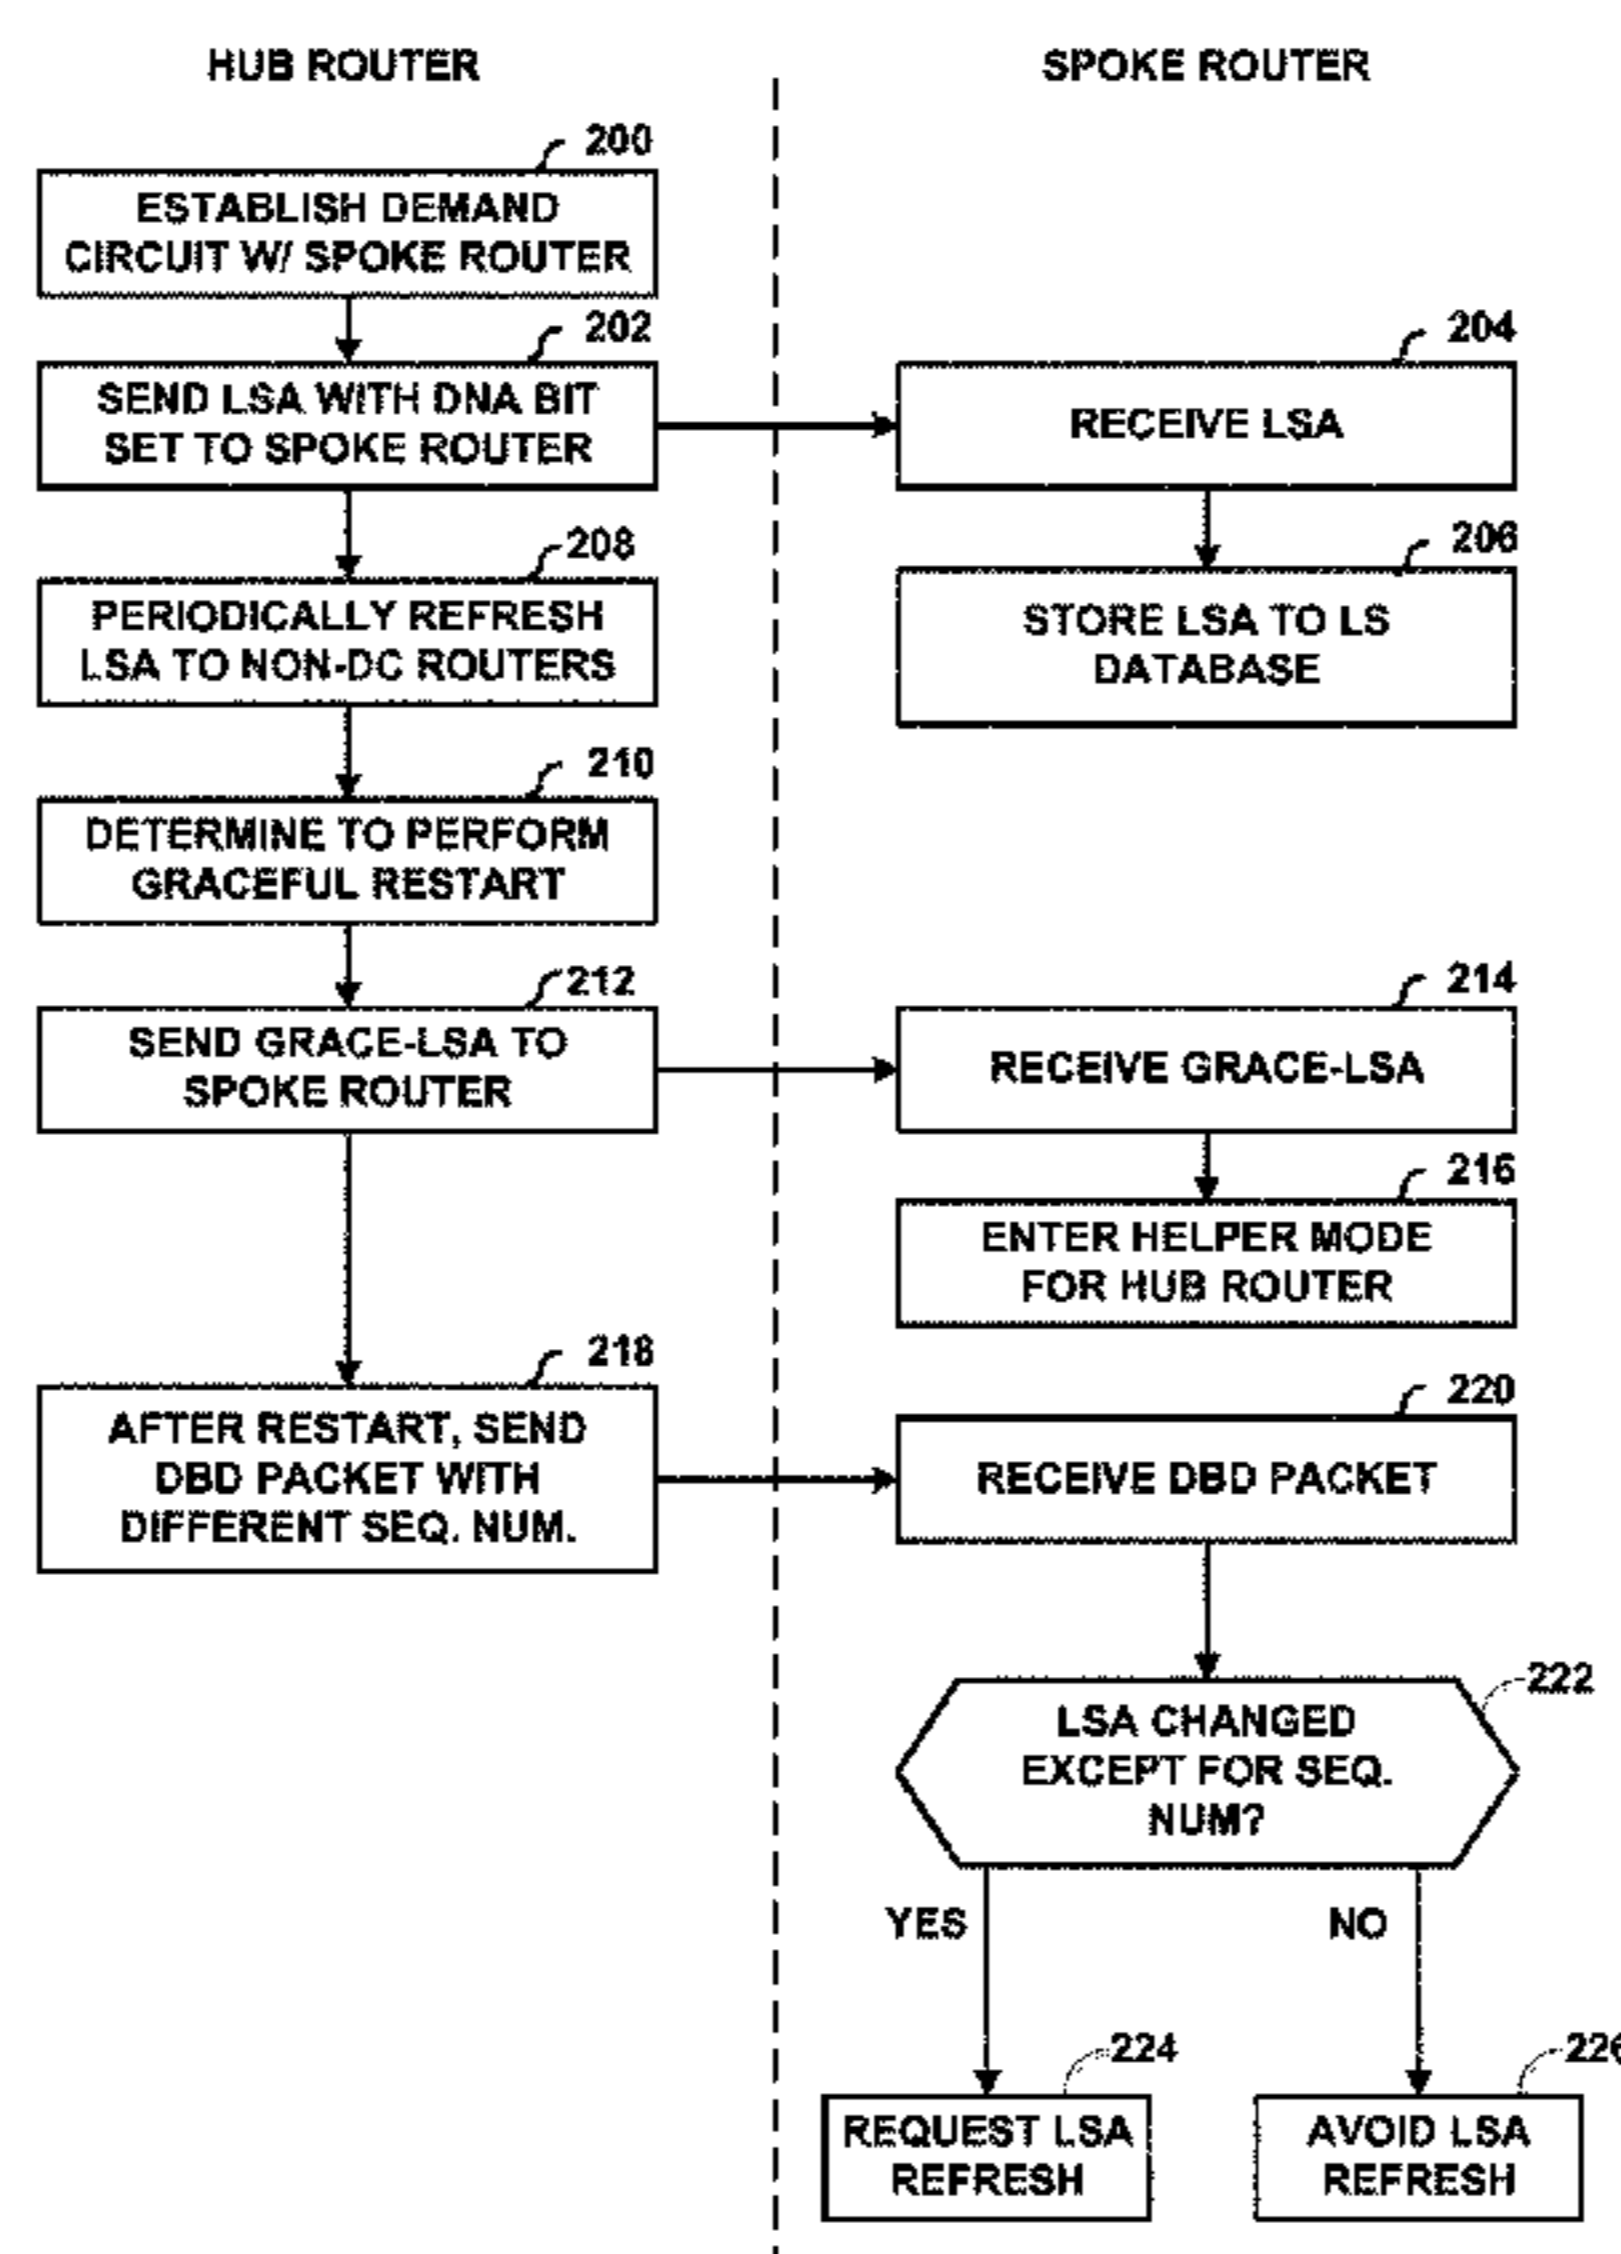 HUB ROUTER
SPOKE ROUTER
200
ESTABLISH DEMAND
CIRCUIT W/ SPOKE ROUTER
202
SEND LSA WITH DNA BIT
SET TO SPOKE ROUTER
204
RECEIVE LSA
206
STORE LSA TO LS
DATABASE
208
PERIODICALLY REFRESH
LSA TO NON-DC ROUTERS
210
DETERMINE TO PERFORM
GRACEFUL RESTART
212
SEND GRACE-LSA TO
SPOKE ROUTER
214
RECEIVE GRACE-LSA
216
ENTER HELPER MODE
FOR HUB ROUTER
218
AFTER RESTART, SEND
DBD PACKET WITH
DIFFERENT SEQ. NUM.
220
RECEIVE DBD PACKET
222
LSA CHANGED
EXCEPT FOR SEQ.
NUM?
YES
NO
224
REQUEST LSA
REFRESH
226
AVOID LSA
REFRESH